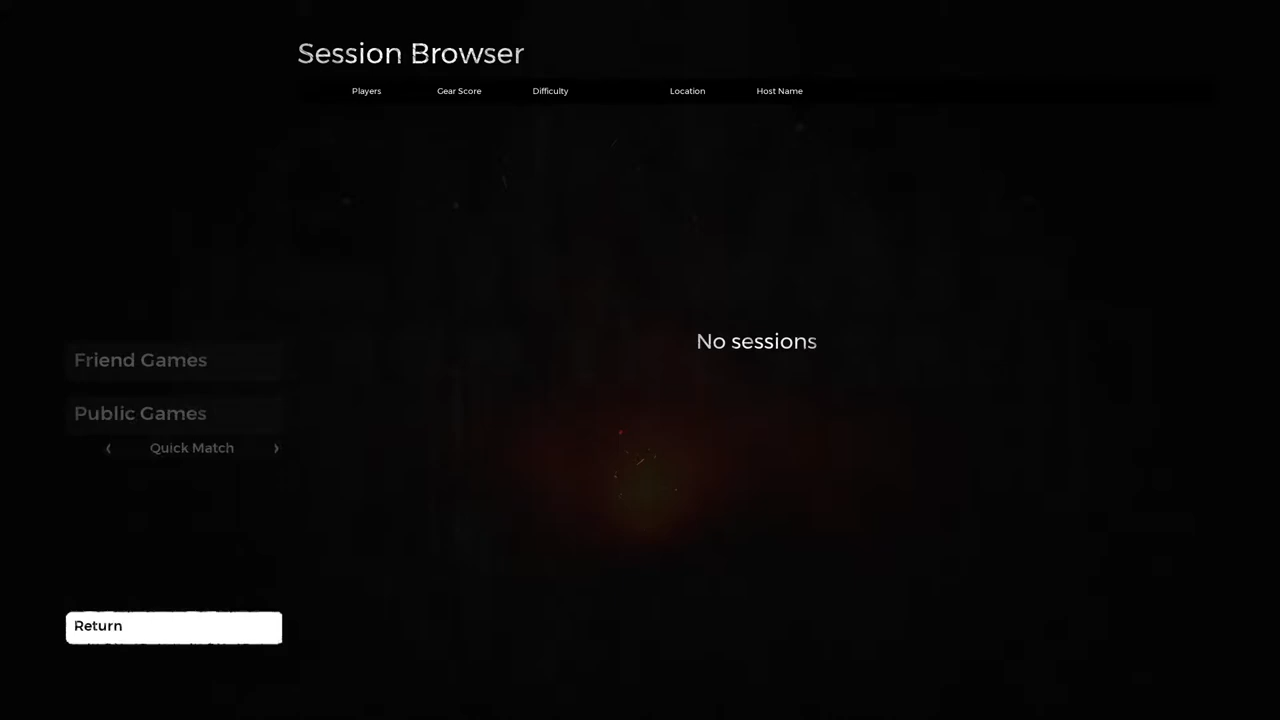 Session Browser
Players Gear Score Difficulty Location Host Name
No sessions
Friend Games
Public Games
‹ Quick Match ›
Return